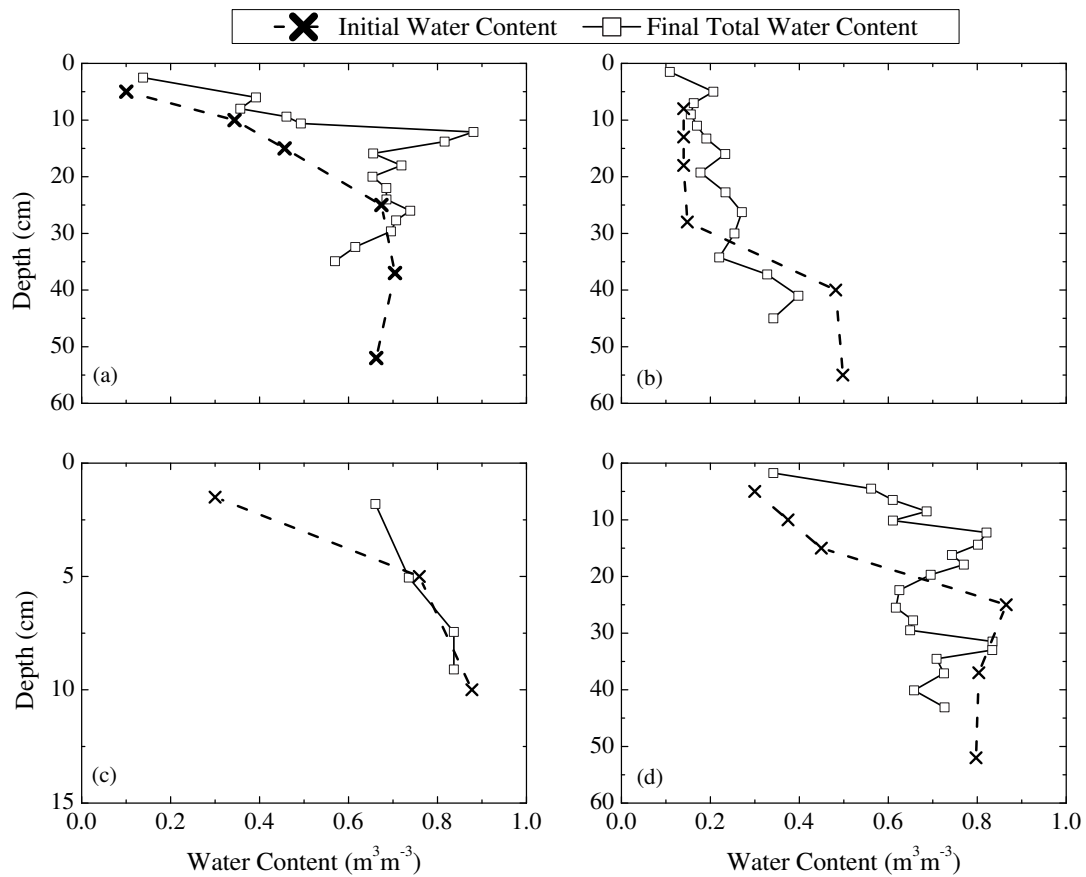 Initial Water Content Final Total Water Content
0
10
20
30
40
50
60
Depth (cm)
(a)
0
10
20
30
40
50
60
(b)
0
5
10
15
Depth (cm)
(c)
0.0 0.2 0.4 0.6 0.8 1.0
Water Content (m³m⁻³)
0
10
20
30
40
50
60
(d)
0.0 0.2 0.4 0.6 0.8 1.0
Water Content (m³m⁻³)